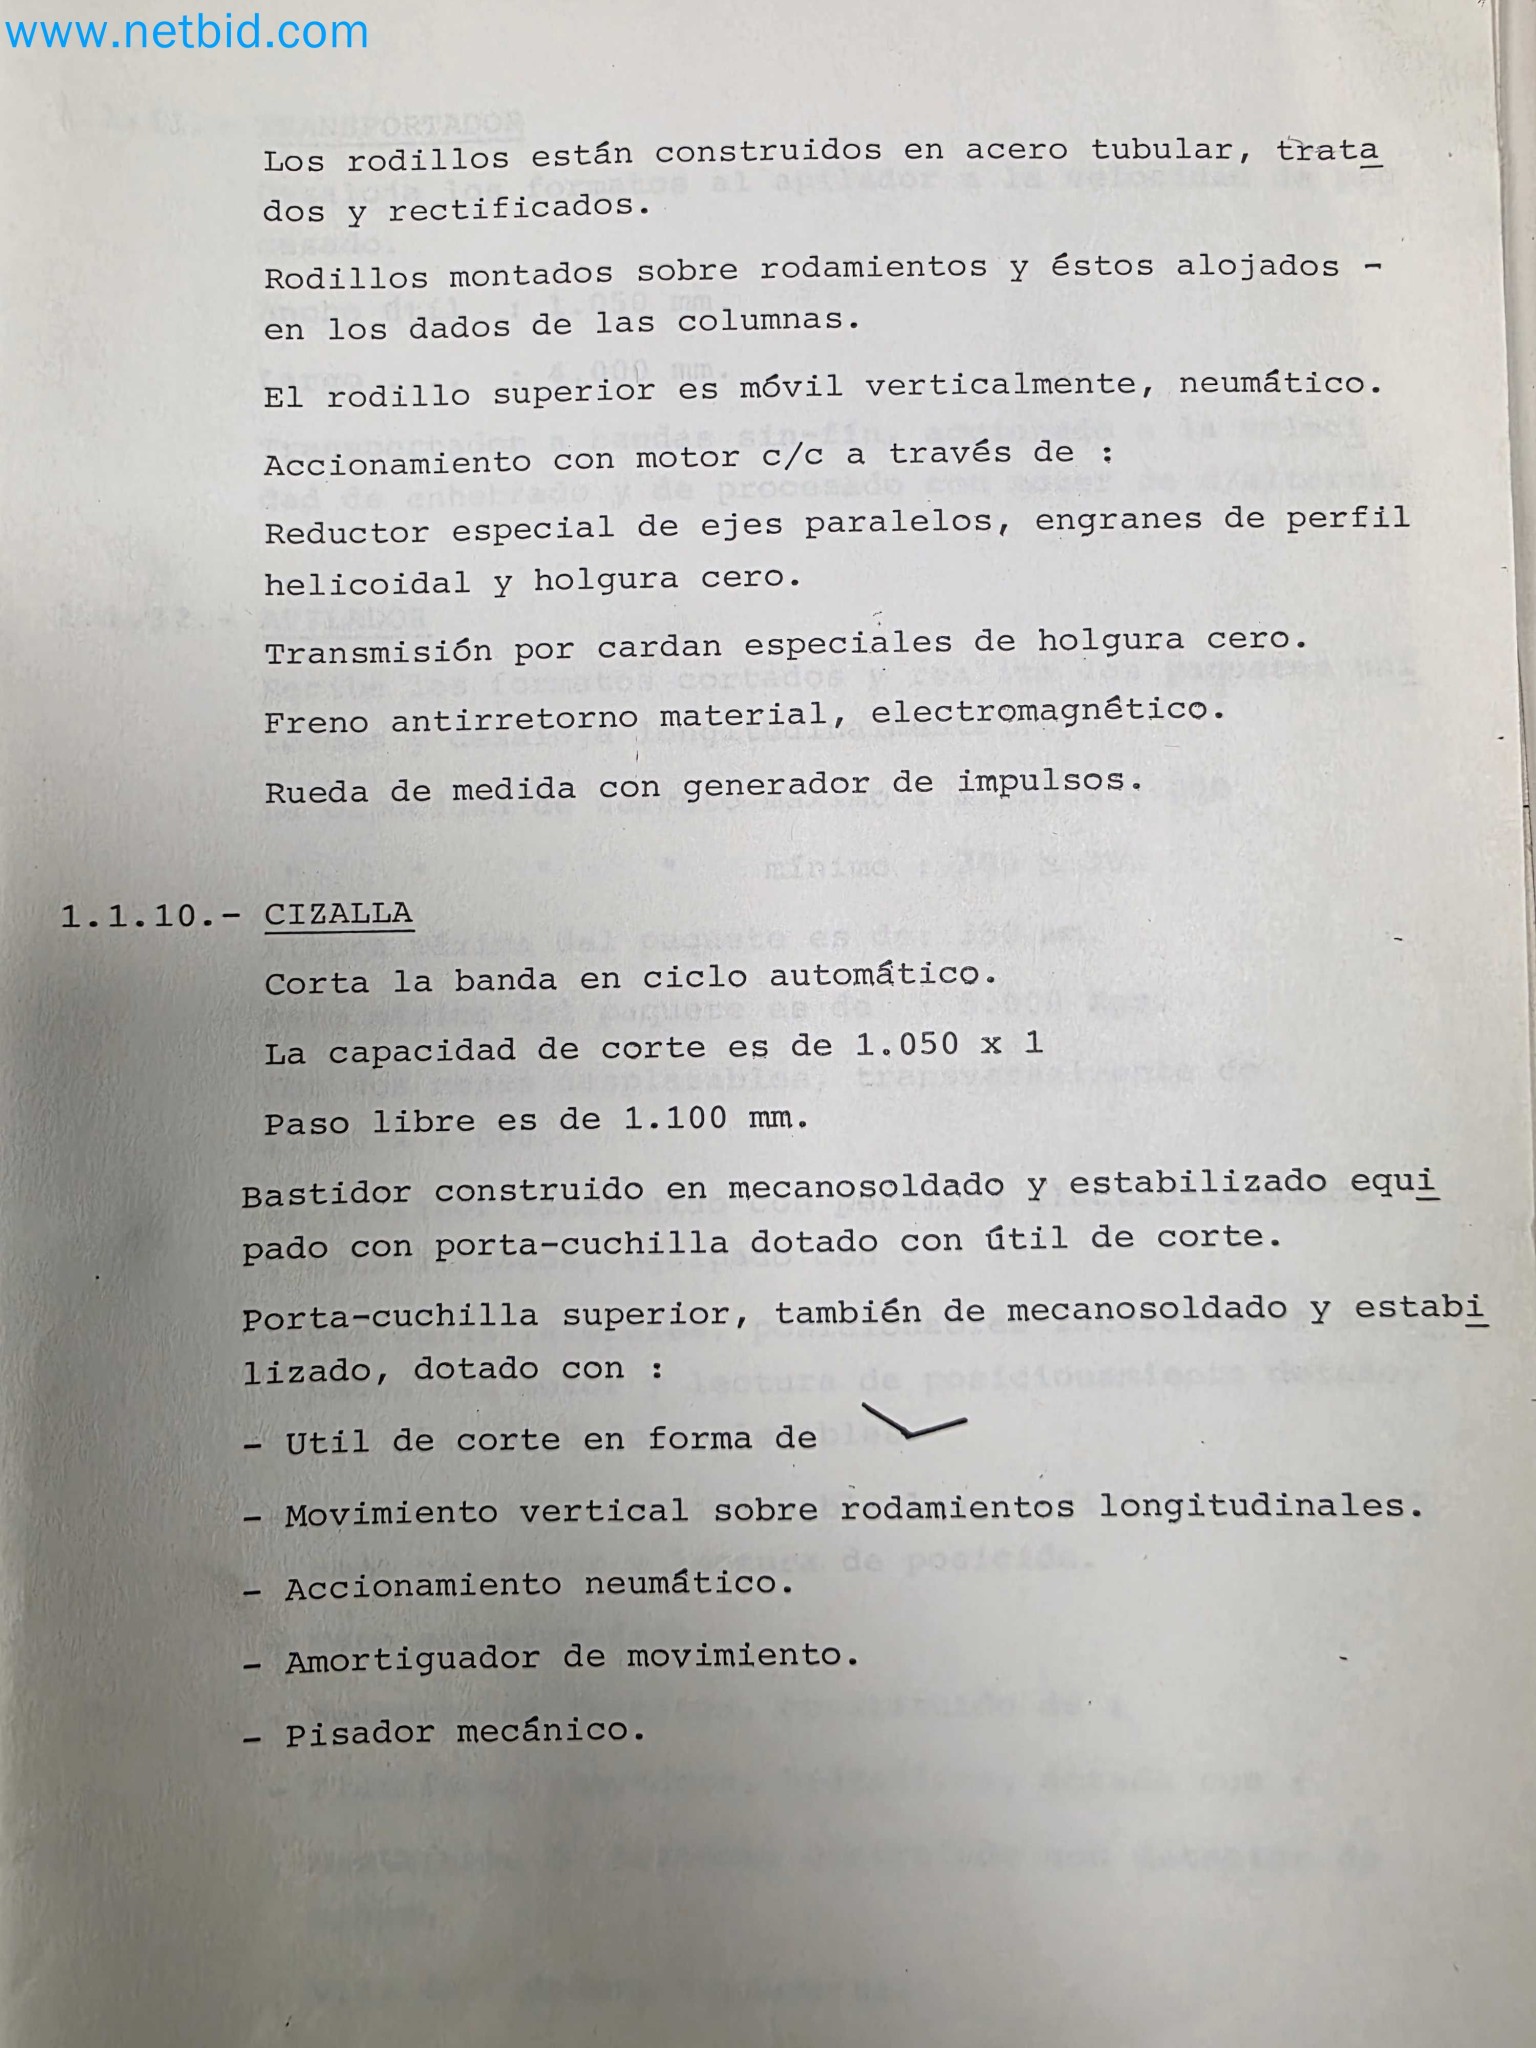 www.netbid.com
Los rodillos están construidos en acero tubular, trata
dos y rectificados.
Rodillos montados sobre rodamientos y éstos alojados -
en los dados de las columnas.
El rodillo superior es móvil verticalmente, neumático.
Accionamiento con motor c/c a través de :
Reductor especial de ejes paralelos, engranes de perfil
helicoidal y holgura cero.
Transmisión por cardan especiales de holgura cero.
Freno antirretorno material, electromagnético.
Rueda de medida con generador de impulsos.
1.1.10.- CIZALLA
Corta la banda en ciclo automático.
La capacidad de corte es de 1.050 x 1
Paso libre es de 1.100 mm.
Bastidor construido en mecanosoldado y estabilizado equi
pado con porta-cuchilla dotado con útil de corte.
Porta-cuchilla superior, también de mecanosoldado y estabi
lizado, dotado con :
- Util de corte en forma de
- Movimiento vertical sobre rodamientos longitudinales.
- Accionamiento neumático.
- Amortiguador de movimiento.
- Pisador mecánico.